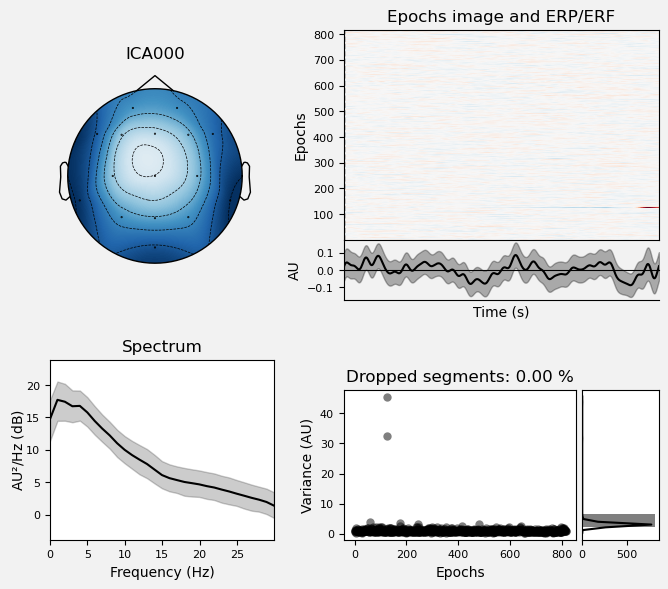 Epochs image and ERP/ERF
ICA000
800
700
600
500
400
300
200
100
Epochs
0.1
0.0
−0.1
AU
Time (s)
Spectrum
20
15
10
5
0
AU²/Hz (dB)
0 5 10 15 20 25
Frequency (Hz)
Dropped segments: 0.00 %
40
30
20
10
0
Variance (AU)
0 200 400 600 800
Epochs
0 500